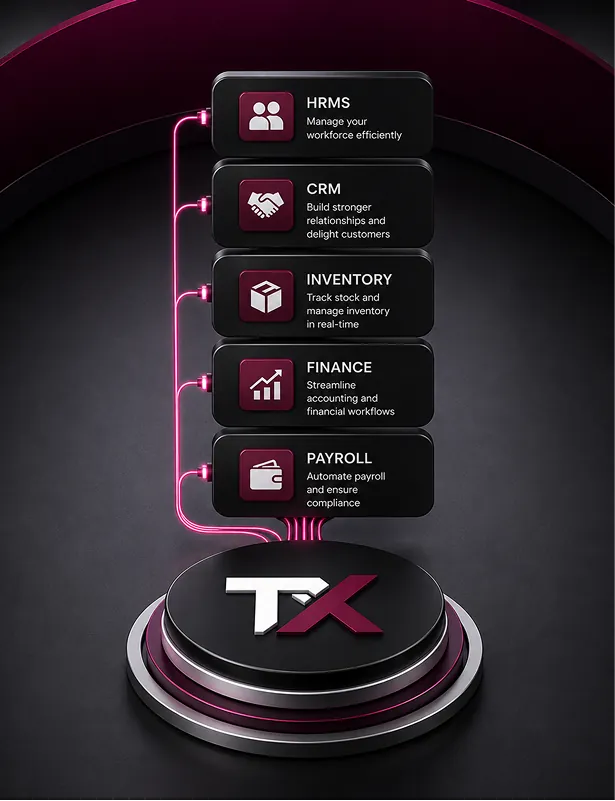 HRMS
Manage your
workforce efficiently
CRM
Build stronger
relationships and
delight customers
INVENTORY
Track stock and
manage inventory
in real-time
FINANCE
Streamline
accounting and
financial workflows
PAYROLL
Automate payroll
and ensure
compliance
TX